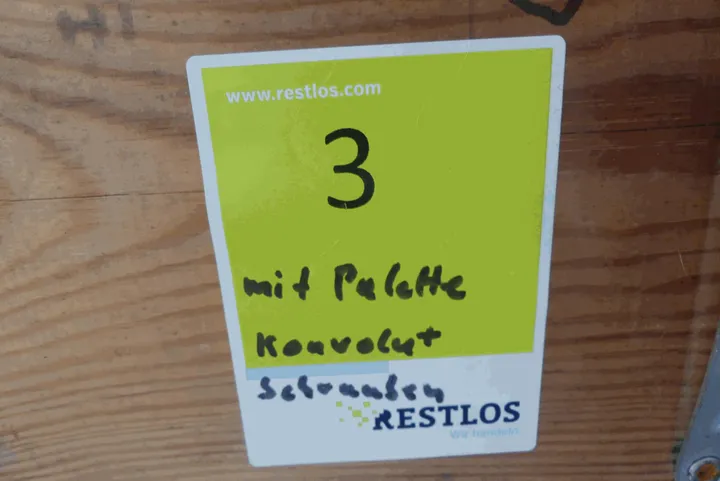 www.restlos.com
3
mit Palette
Konvolut
Schrauben
RESTLOS